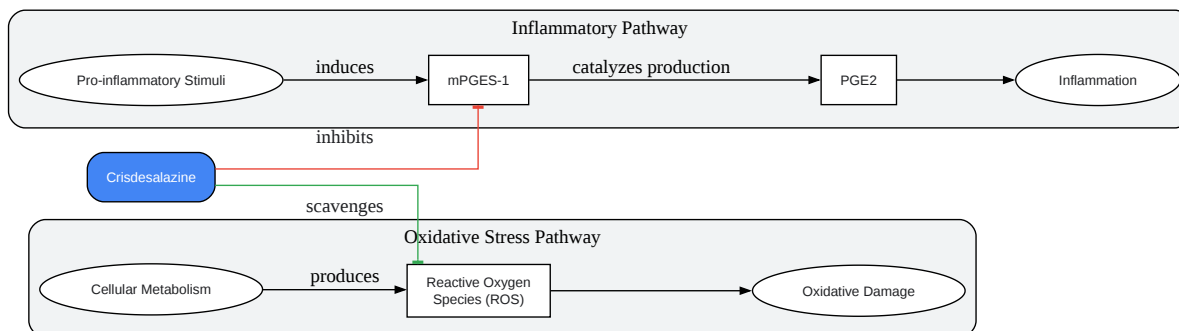 Inflammatory Pathway
Pro-inflammatory Stimuli
induces
mPGES-1
catalyzes production
PGE2
Inflammation
inhibits
Crisdesalazine
scavenges
Oxidative Stress Pathway
Cellular Metabolism
produces
Reactive Oxygen
Species (ROS)
Oxidative Damage